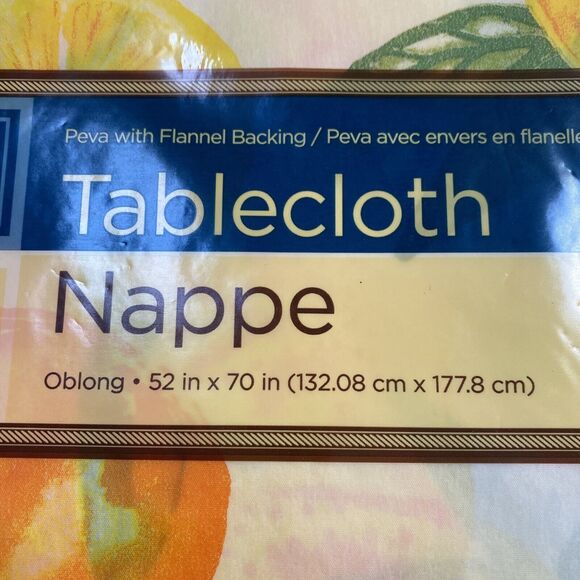 Peva with Flannel Backing / Peva avec envers en flanelle
Tablecloth
Nappe
Oblong • 52 in x 70 in (132.08 cm x 177.8 cm)